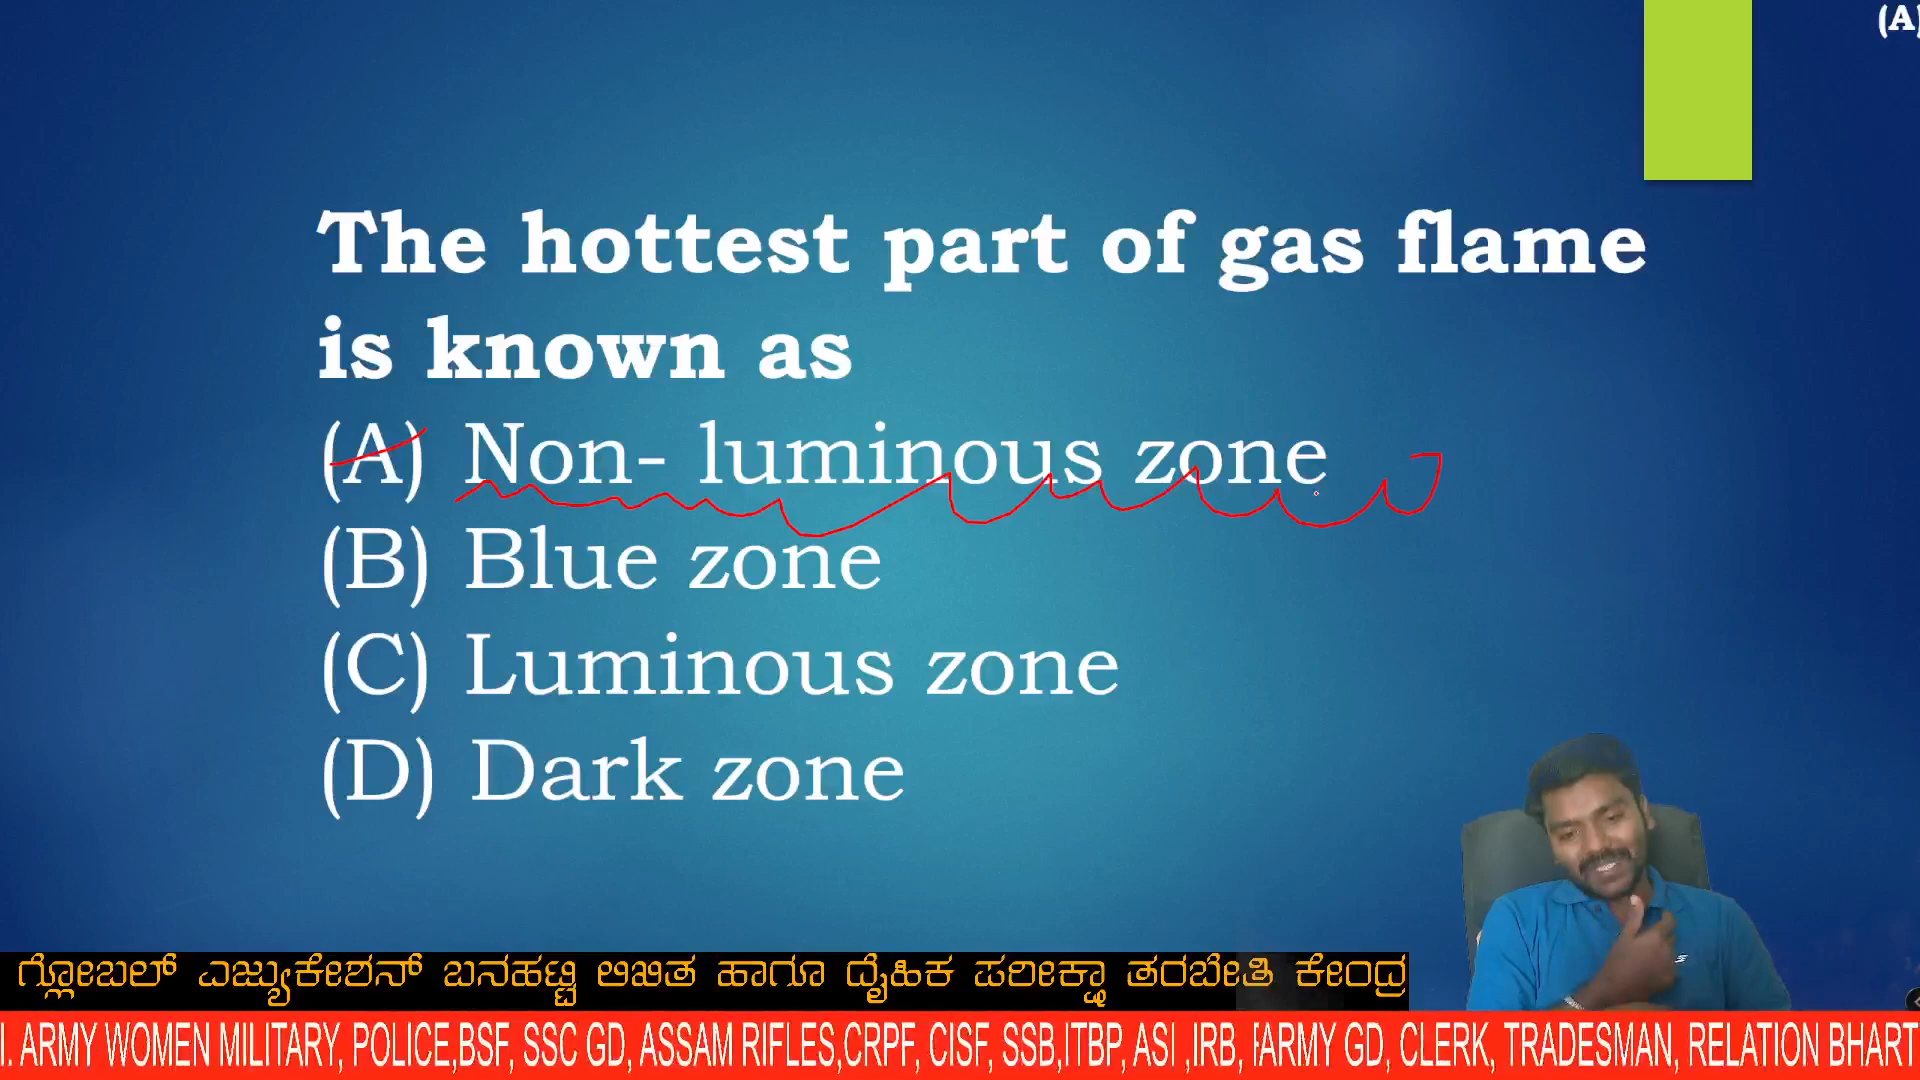 (A)
The hottest part of gas flame
is known as
(A) Non- luminous zone
(B) Blue zone
(C) Luminous zone
(D) Dark zone
ಗ್ಲೋಬಲ್ ಎಜ್ಯುಕೇಶನ್ ಬನಹಟ್ಟಿ ಲಿಖಿತ ಹಾಗೂ ದೈಹಿಕ ಪರೀಕ್ಷಾ ತರಬೇತಿ ಕೇಂದ್ರ
I. ARMY WOMEN MILITARY, POLICE,BSF, SSC GD, ASSAM RIFLES,CRPF, CISF, SSB,ITBP, ASI ,IRB, ARMY GD, CLERK, TRADESMAN, RELATION BHART